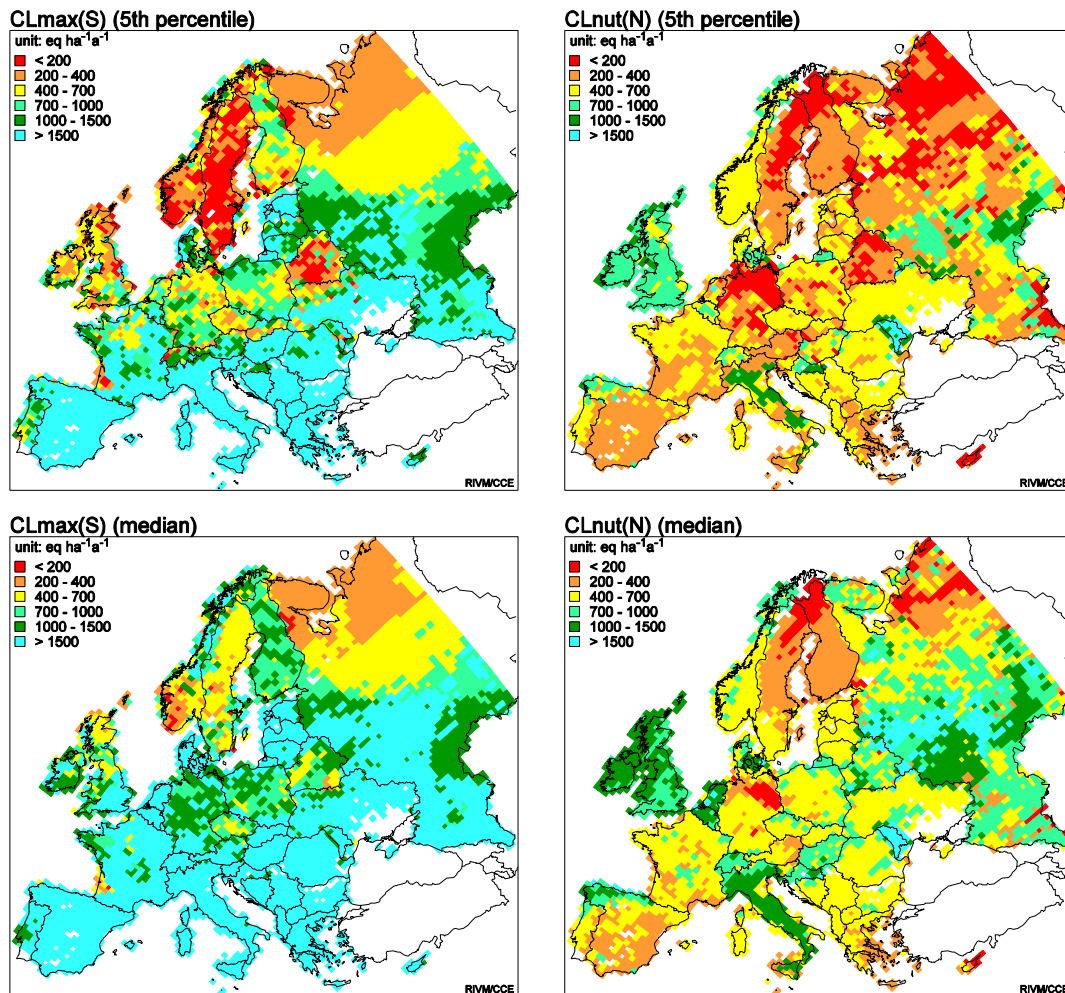 CLmax(S) (5th percentile)
unit: eq ha⁻¹a⁻¹
< 200
200 - 400
400 - 700
700 - 1000
1000 - 1500
> 1500
RIVM/CCE
CLnut(N) (5th percentile)
unit: eq ha⁻¹a⁻¹
< 200
200 - 400
400 - 700
700 - 1000
1000 - 1500
> 1500
RIVM/CCE
CLmax(S) (median)
unit: eq ha⁻¹a⁻¹
< 200
200 - 400
400 - 700
700 - 1000
1000 - 1500
> 1500
RIVM/CCE
CLnut(N) (median)
unit: eq ha⁻¹a⁻¹
< 200
200 - 400
400 - 700
700 - 1000
1000 - 1500
> 1500
RIVM/CCE